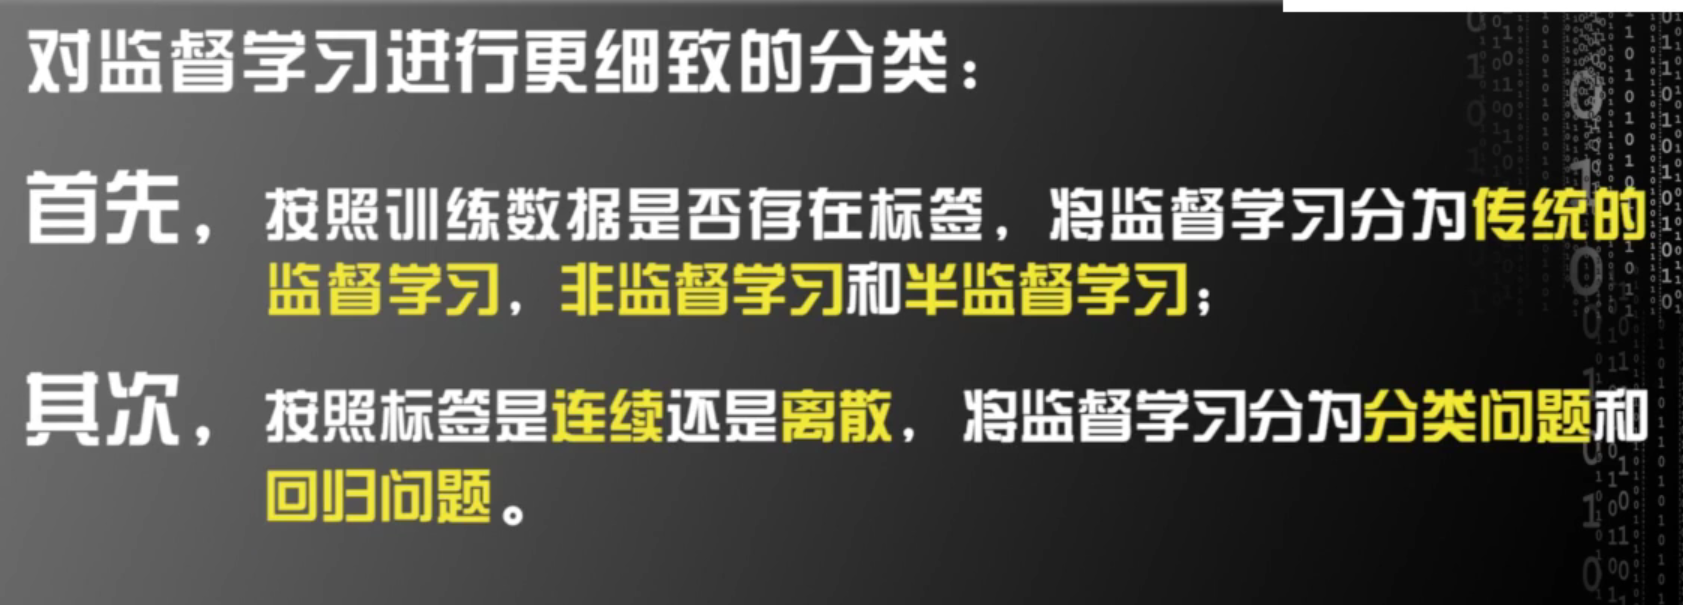 对监督学习进行更细致的分类：
首先，按照训练数据是否存在标签，将监督学习分为传统的
监督学习，非监督学习和半监督学习；
其次，按照标签是连续还是离散，将监督学习分为分类问题和
回归问题。